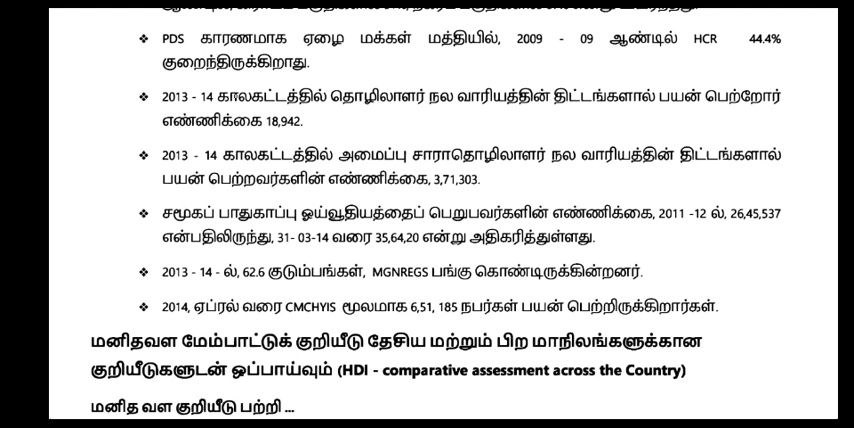 ❖ PDS காரணமாக ஏழை மக்கள் மத்தியில், 2009 - 09 ஆண்டில் HCR 44.4%
குறைந்திருக்கிறாது.
❖ 2013 - 14 காலகட்டத்தில் தொழிலாளர் நல வாரியத்தின் திட்டங்களால் பயன் பெற்றோர்
எண்ணிக்கை 18,942.
❖ 2013 - 14 காலகட்டத்தில் அமைப்பு சாராதொழிலாளர் நல வாரியத்தின் திட்டங்களால்
பயன் பெற்றவர்களின் எண்ணிக்கை, 3,71,303.
❖ சமூகப் பாதுகாப்பு ஓய்வூதியத்தைப் பெறுபவர்களின் எண்ணிக்கை, 2011 -12 ல், 26,45,537
என்பதிலிருந்து, 31- 03-14 வரை 35,64,20 என்று அதிகரித்துள்ளது.
❖ 2013 - 14 - ல், 62.6 குடும்பங்கள், MGNREGS பங்கு கொண்டிருக்கின்றனர்.
❖ 2014, ஏப்ரல் வரை CMCHYIS மூலமாக 6,51, 185 நபர்கள் பயன் பெற்றிருக்கிறார்கள்.
மனிதவள மேம்பாட்டுக் குறியீடு தேசிய மற்றும் பிற மாநிலங்களுக்கான
குறியீடுகளுடன் ஒப்பாய்வும் (HDI - comparative assessment across the Country)
மனித வள குறியீடு பற்றி ...